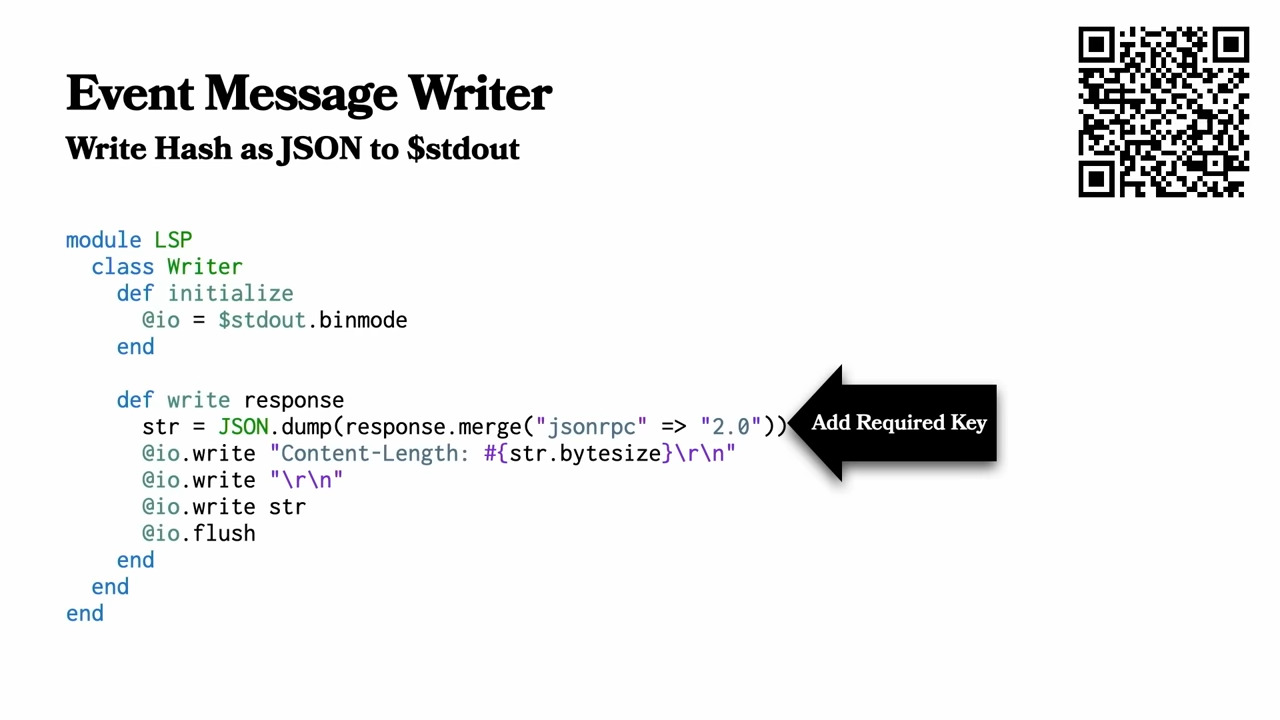 Event Message Writer
Write Hash as JSON to $stdout
module LSP
  class Writer
    def initialize
      @io = $stdout.binmode
    end

    def write response
      str = JSON.dump(response.merge("jsonrpc" => "2.0"))
      @io.write "Content-Length: #{str.bytesize}\r\n"
      @io.write "\r\n"
      @io.write str
      @io.flush
    end
  end
end
Add Required Key